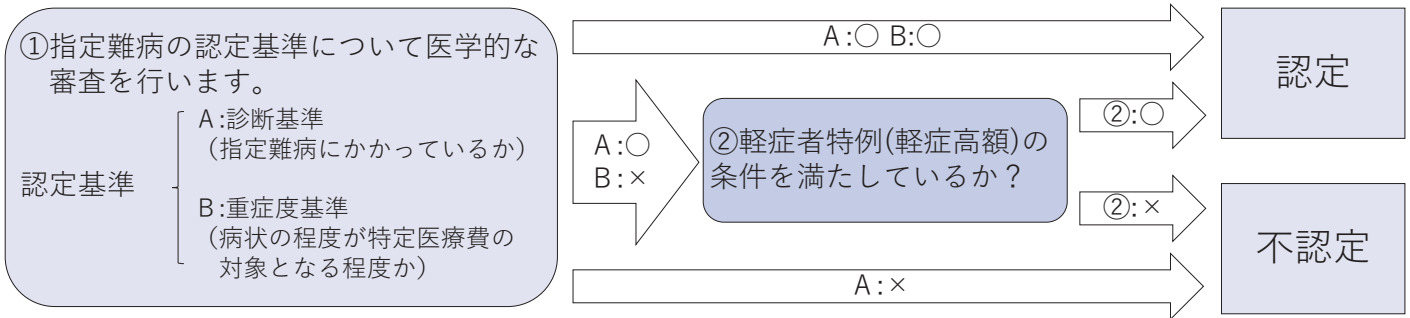 ①指定難病の認定基準について医学的な
審査を行います。
認定基準
A:診断基準
(指定難病にかかっているか)
B:重症度基準
(病状の程度が特定医療費の
対象となる程度か)
A:○ B:○
A:○
B:×
②軽症者特例(軽症高額)の
条件を満たしているか？
②:○
②:×
A:×
認定
不認定